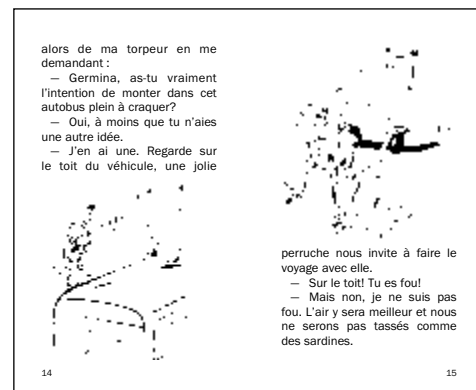 alors de ma torpeur en me
demandant :
— Germina, as-tu vraiment
l'intention de monter dans cet
autobus plein à craquer?
— Oui, à moins que tu n'aies
une autre idée.
— J'en ai une. Regarde sur
le toit du véhicule, une jolie
14
perruche nous invite à faire le
voyage avec elle.
— Sur le toit! Tu es fou!
— Mais non, je ne suis pas
fou. L'air y sera meilleur et nous
ne serons pas tassés comme
des sardines.
15